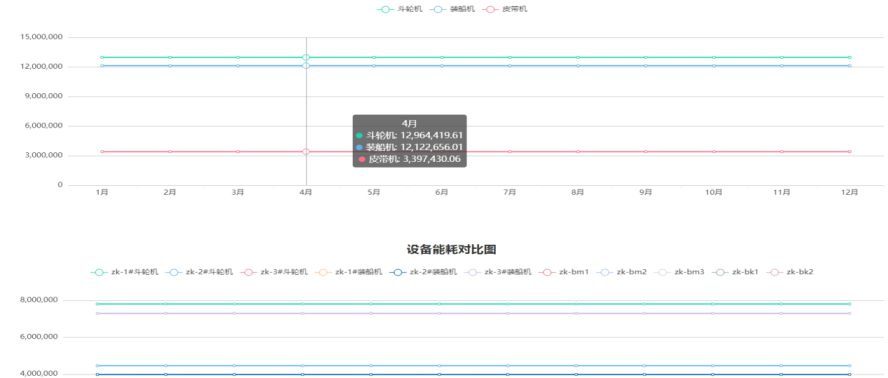 斗轮机 装船机 皮带机
15,000,000
12,000,000
9,000,000
6,000,000
3,000,000
0
4月
斗轮机: 12,964,419.61
装船机: 12,122,656.01
皮带机: 3,397,430.06
1月 2月 3月 4月 5月 6月 7月 8月 9月 10月 11月 12月
设备能耗对比图
zk-1#斗轮机 zk-2#斗轮机 zk-3#斗轮机 zk-1#装船机 zk-2#装船机 zk-3#装船机 zk-bm1 zk-bm2 zk-bm3 zk-bk1 zk-bk2
8,000,000
6,000,000
4,000,000